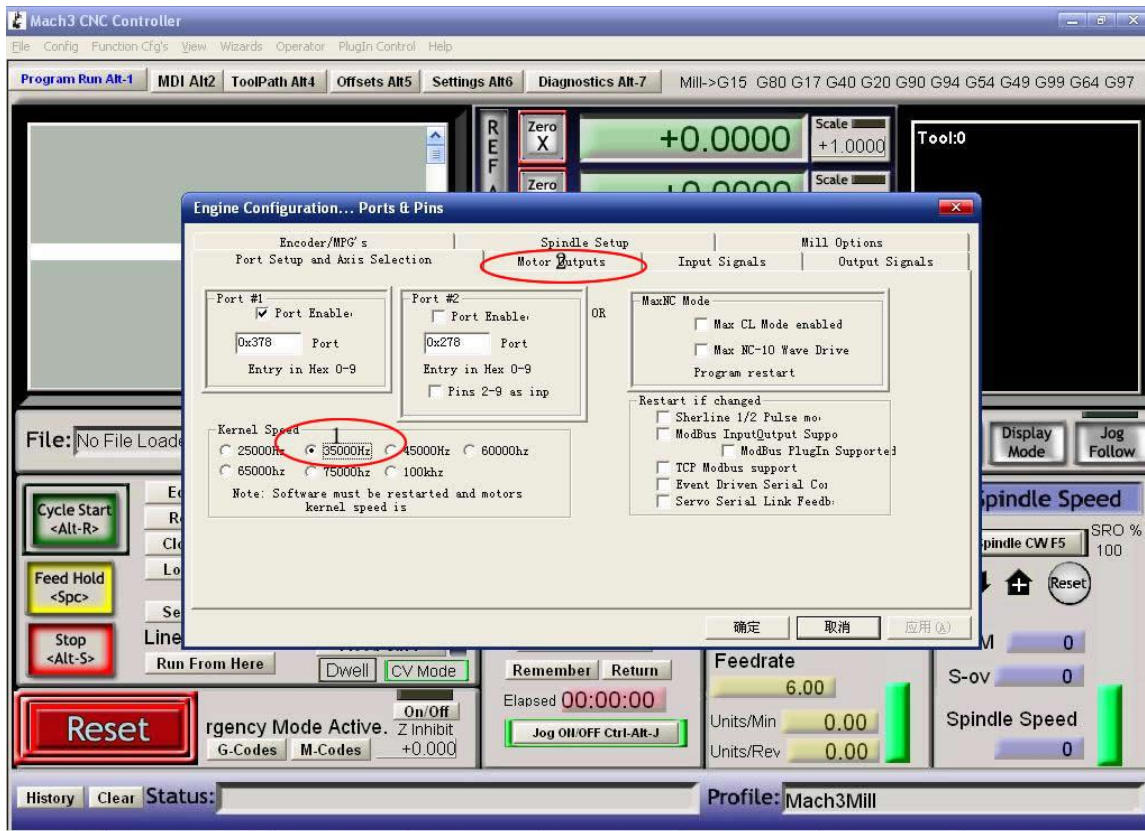 Mach3 CNC Controller
File Config Function Cfg's View Wizards Operator PlugIn Control Help
Program Run Alt-1 MDI Alt2 ToolPath Alt4 Offsets Alt5 Settings Alt6 Diagnostics Alt-7 Mill->G15 G80 G17 G40 G20 G90 G94 G54 G49 G99 G64 G97
REF
Zero X
+0.0000
Scale
+1.0000
Tool:0
Zero
Scale
Engine Configuration... Ports & Pins
Encoder/MPG's Spindle Setup Mill Options
Port Setup and Axis Selection Motor Outputs Input Signals Output Signals
2
Port #1
Port Enable
0x378 Port
Entry in Hex 0-9
Port #2
Port Enable
0x278 Port
Entry in Hex 0-9
Pins 2-9 as inp
OR
MaxNC Mode
Max CL Mode enabled
Max NC-10 Wave Drive
Program restart
Kernel Speed
1
25000Hz 35000Hz 45000Hz 60000hz
65000hz 75000hz 100khz
Note: Software must be restarted and motors
kernel speed is
Restart if changed
Sherline 1/2 Pulse mo
ModBus InputOutput Suppo
ModBus PlugIn Supported
TCP Modbus support
Event Driven Serial Co
Servo Serial Link Feedb
确定 取消 应用(A)
File: No File Loade
Display Mode
Jog Follow
Cycle Start
<Alt-R>
Feed Hold
<Spc>
Stop
<Alt-S>
Line
Run From Here
Dwell CV Mode
Remember Return
Elapsed 00:00:00
Jog ON/OFF Ctrl-Alt-J
Reset
rgency Mode Active.
On/Off
Z Inhibit
+0.000
G-Codes M-Codes
Feedrate
6.00
Units/Min 0.00
Units/Rev 0.00
pindle Speed
pindle CW F5
SRO %
100
Reset
M 0
S-ov 0
Spindle Speed
0
History Clear Status:
Profile: Mach3Mill